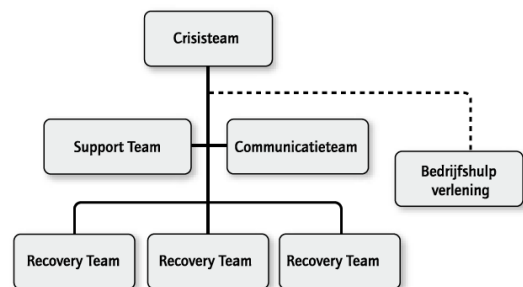 Crisisteam
Support Team
Communicatieteam
Bedrijfshulp
verlening
Recovery Team
Recovery Team
Recovery Team